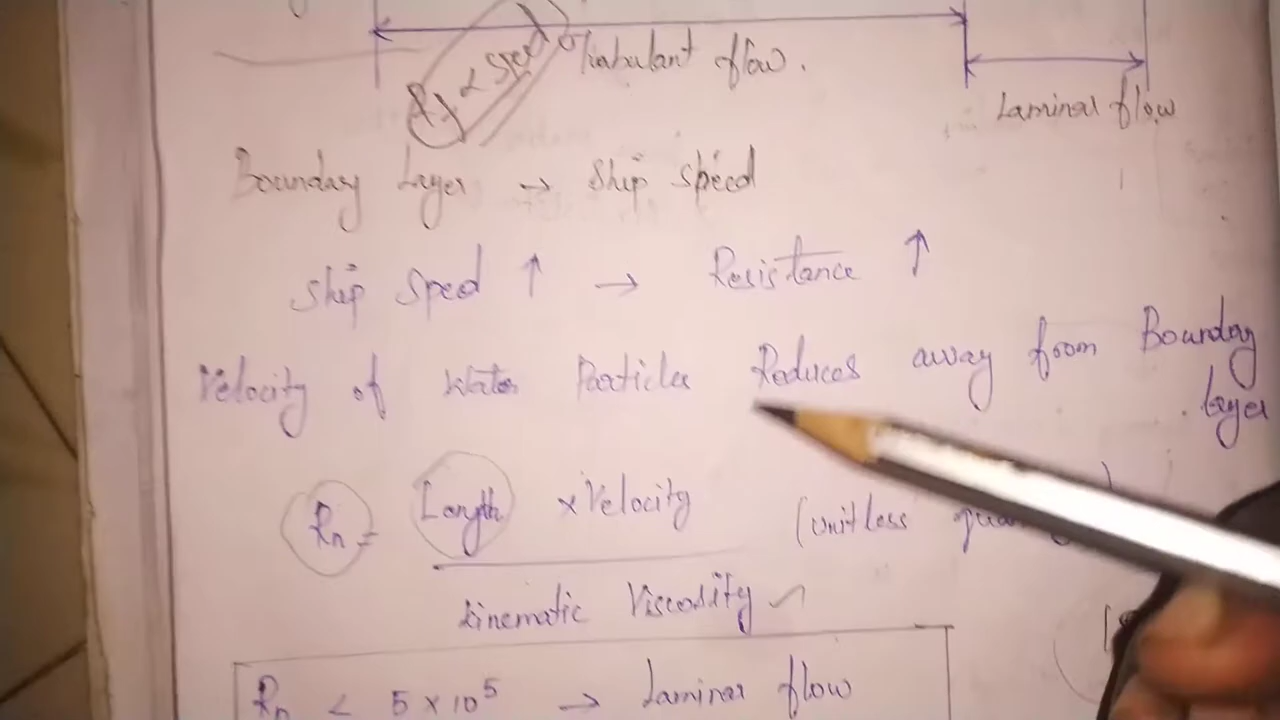 Turbulant flow.
Laminar flow
Boundary Layer → Ship Speed
Ship Speed ↑ → Resistance ↑
Velocity of Water Particles Reduces away from Boundary
layer
Rn = Length × Velocity (unitless
Kinematic Viscosity
Rn < 5 × 10⁵ → Laminar flow